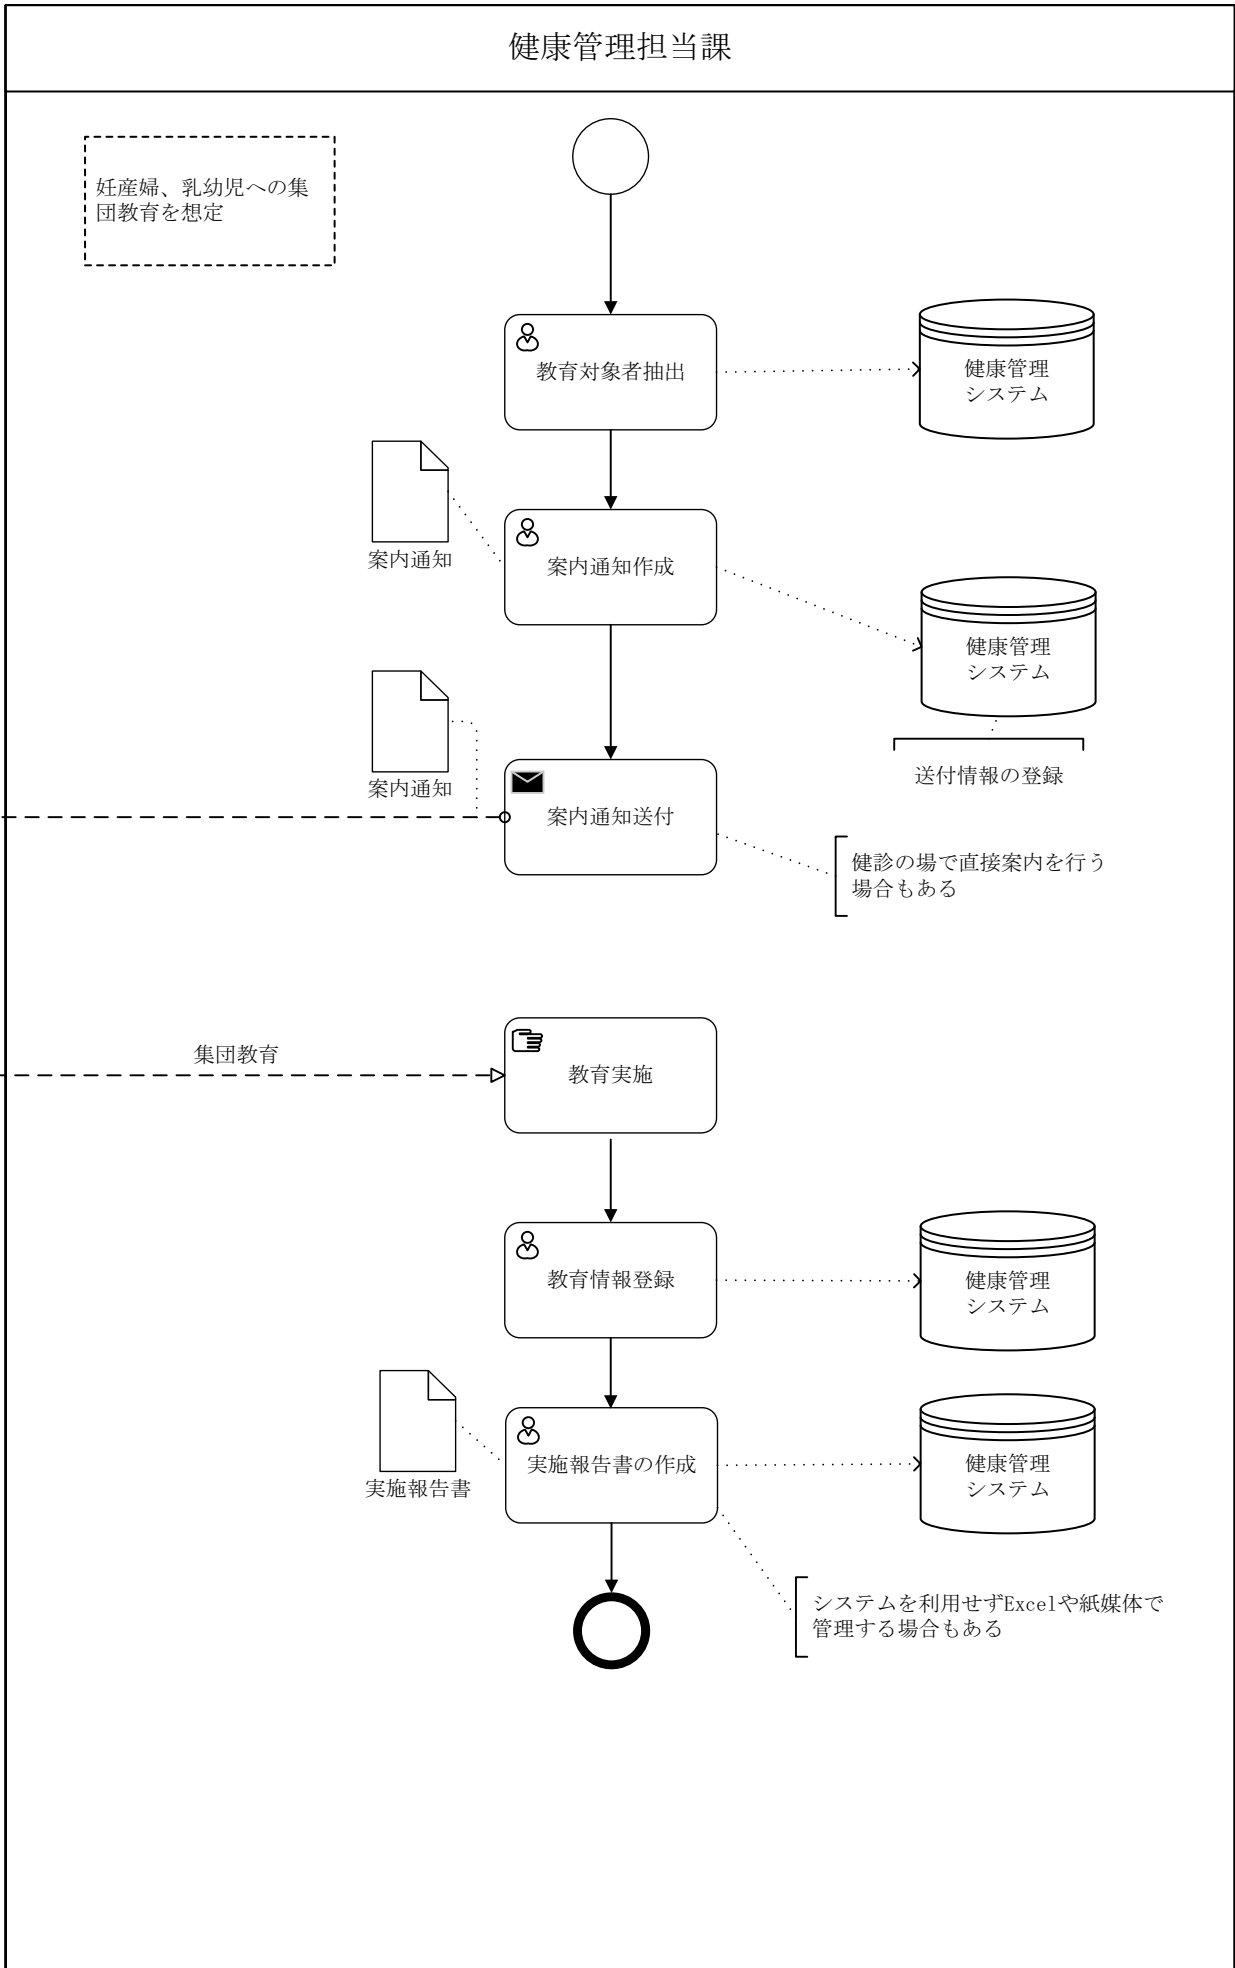 健康管理担当課
妊産婦、乳幼児への集
団教育を想定
教育対象者抽出
健康管理
システム
案内通知
案内通知作成
健康管理
システム
送付情報の登録
案内通知
案内通知送付
健診の場で直接案内を行う
場合もある
集団教育
教育実施
教育情報登録
健康管理
システム
実施報告書
実施報告書の作成
健康管理
システム
システムを利用せずExcelや紙媒体で
管理する場合もある